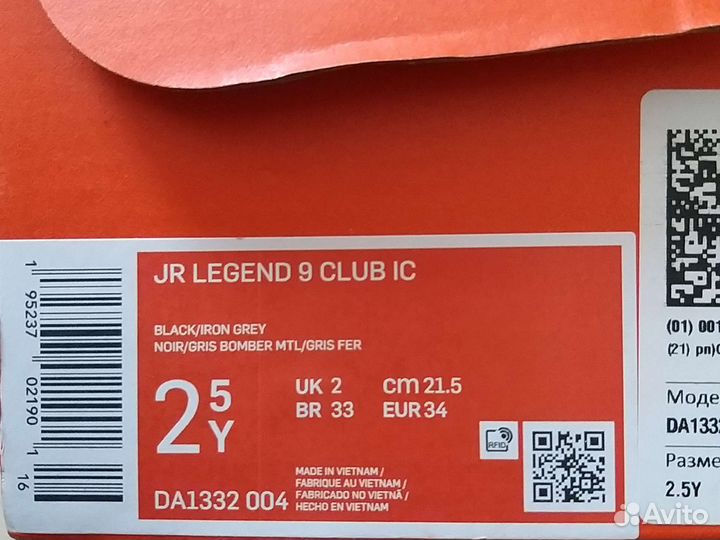 JR LEGEND 9 CLUB IC
BLACK/IRON GREY
NOIR/GRIS BOMBER MTL/GRIS FER
2 5Y
UK 2 CM 21.5
BR 33 EUR 34
MADE IN VIETNAM /
FABRIQUE AU VIETNAM /
FABRICADO NO VIETNÃ /
HECHO EN VIETNAM
DA1332 004
RFID
1 95237 02190 1
16
(01) 001
(21) pn)
Моде
DA133
Разме
2.5Y
Avito